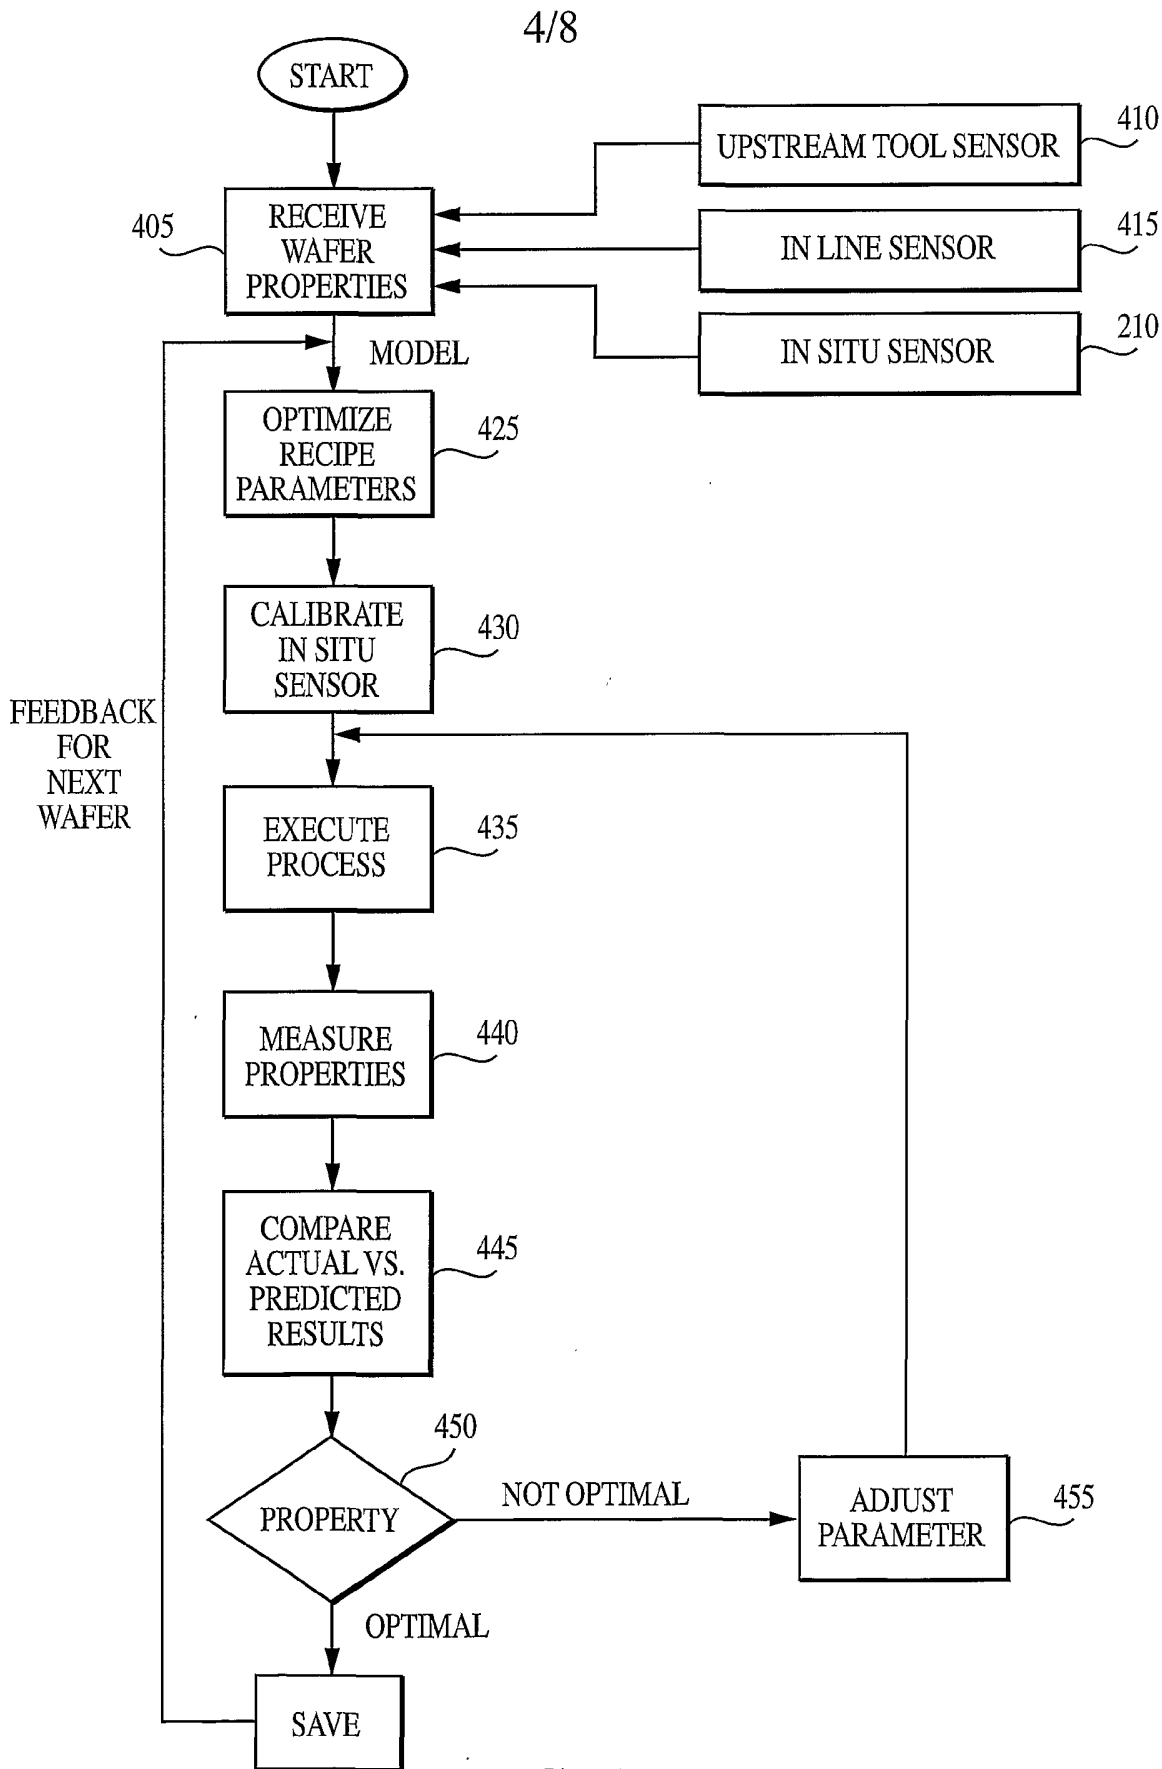 4/8
START
UPSTREAM TOOL SENSOR
410
RECEIVE
WAFER
PROPERTIES
405
IN LINE SENSOR
415
IN SITU SENSOR
210
MODEL
OPTIMIZE
RECIPE
PARAMETERS
425
CALIBRATE
IN SITU
SENSOR
430
FEEDBACK
FOR
NEXT
WAFER
EXECUTE
PROCESS
435
MEASURE
PROPERTIES
440
COMPARE
ACTUAL VS.
PREDICTED
RESULTS
445
450
PROPERTY
NOT OPTIMAL
ADJUST
PARAMETER
455
OPTIMAL
SAVE